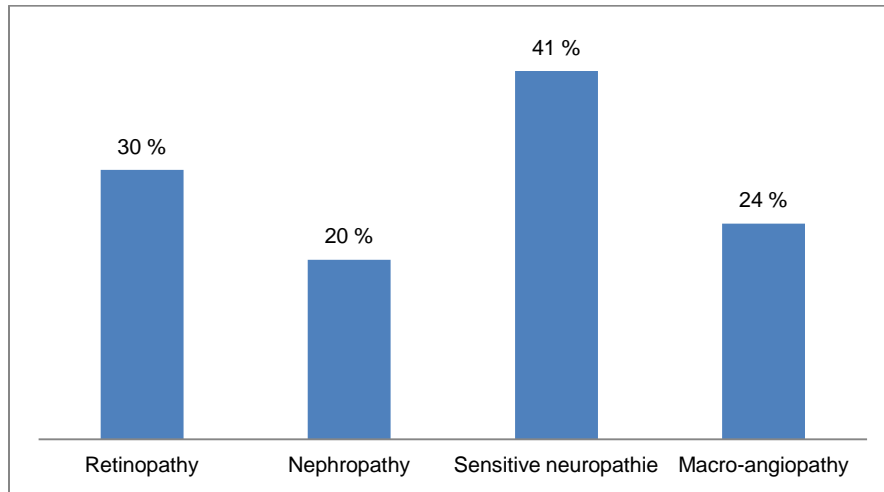 41 %
30 %
24 %
20 %
Retinopathy Nephropathy Sensitive neuropathie Macro-angiopathy